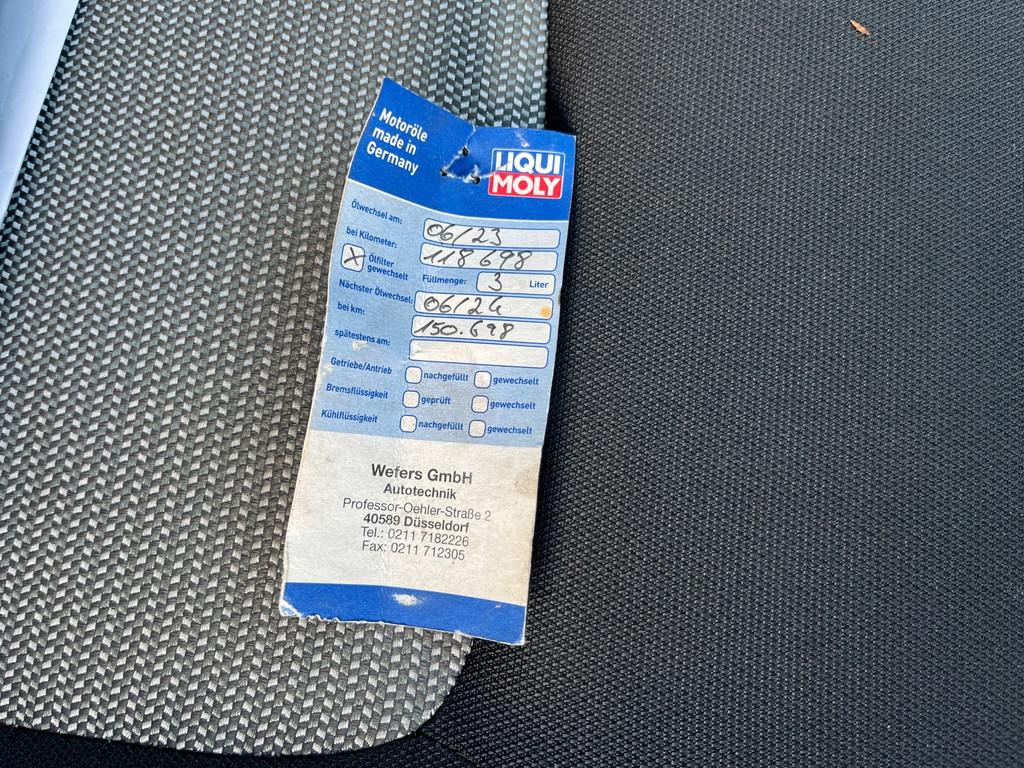 Motoröle
made in
Germany
LIQUI
MOLY
Ölwechsel am: 06/23
bei Kilometer: 118698
X Ölfilter gewechselt
Füllmenge: 3 Liter
Nächster Ölwechsel: 06/24
bei km: 150.698
spätestens am:
Getriebe/Antrieb nachgefüllt gewechselt
Bremsflüssigkeit geprüft gewechselt
Kühlflüssigkeit nachgefüllt gewechselt
Wefers GmbH
Autotechnik
Professor-Oehler-Straße 2
40589 Düsseldorf
Tel.: 0211 7182226
Fax: 0211 712305